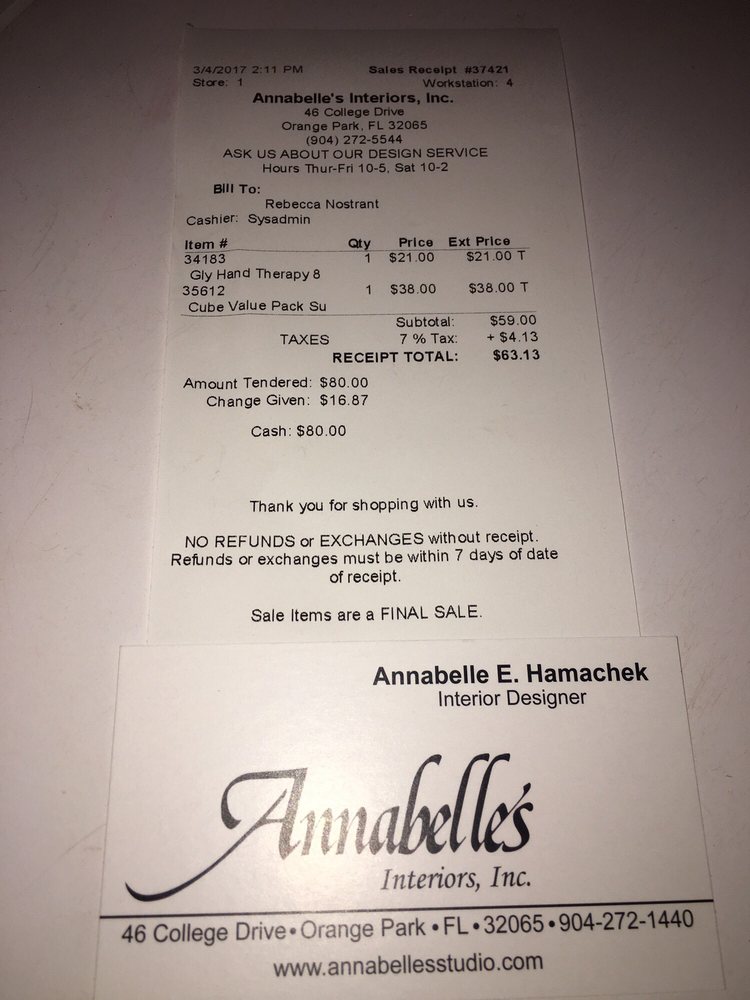 3/4/2017 2:11 PM Sales Receipt #37421
Store: 1 Workstation: 4
Annabelle's Interiors, Inc.
46 College Drive
Orange Park, FL 32065
(904) 272-5544
ASK US ABOUT OUR DESIGN SERVICE
Hours Thur-Fri 10-5, Sat 10-2
Bill To:
Rebecca Nostrant
Cashier: Sysadmin
Item # Qty Price Ext Price
34183 1 $21.00 $21.00 T
Gly Hand Therapy 8
35612 1 $38.00 $38.00 T
Cube Value Pack Su
Subtotal: $59.00
TAXES 7 % Tax: + $4.13
RECEIPT TOTAL: $63.13
Amount Tendered: $80.00
Change Given: $16.87
Cash: $80.00
Thank you for shopping with us.
NO REFUNDS or EXCHANGES without receipt.
Refunds or exchanges must be within 7 days of date
of receipt.
Sale Items are a FINAL SALE.
Annabelle E. Hamachek
Interior Designer
Annabelle's
Interiors, Inc.
46 College Drive•Orange Park•FL•32065•904-272-1440
www.annabellesstudio.com